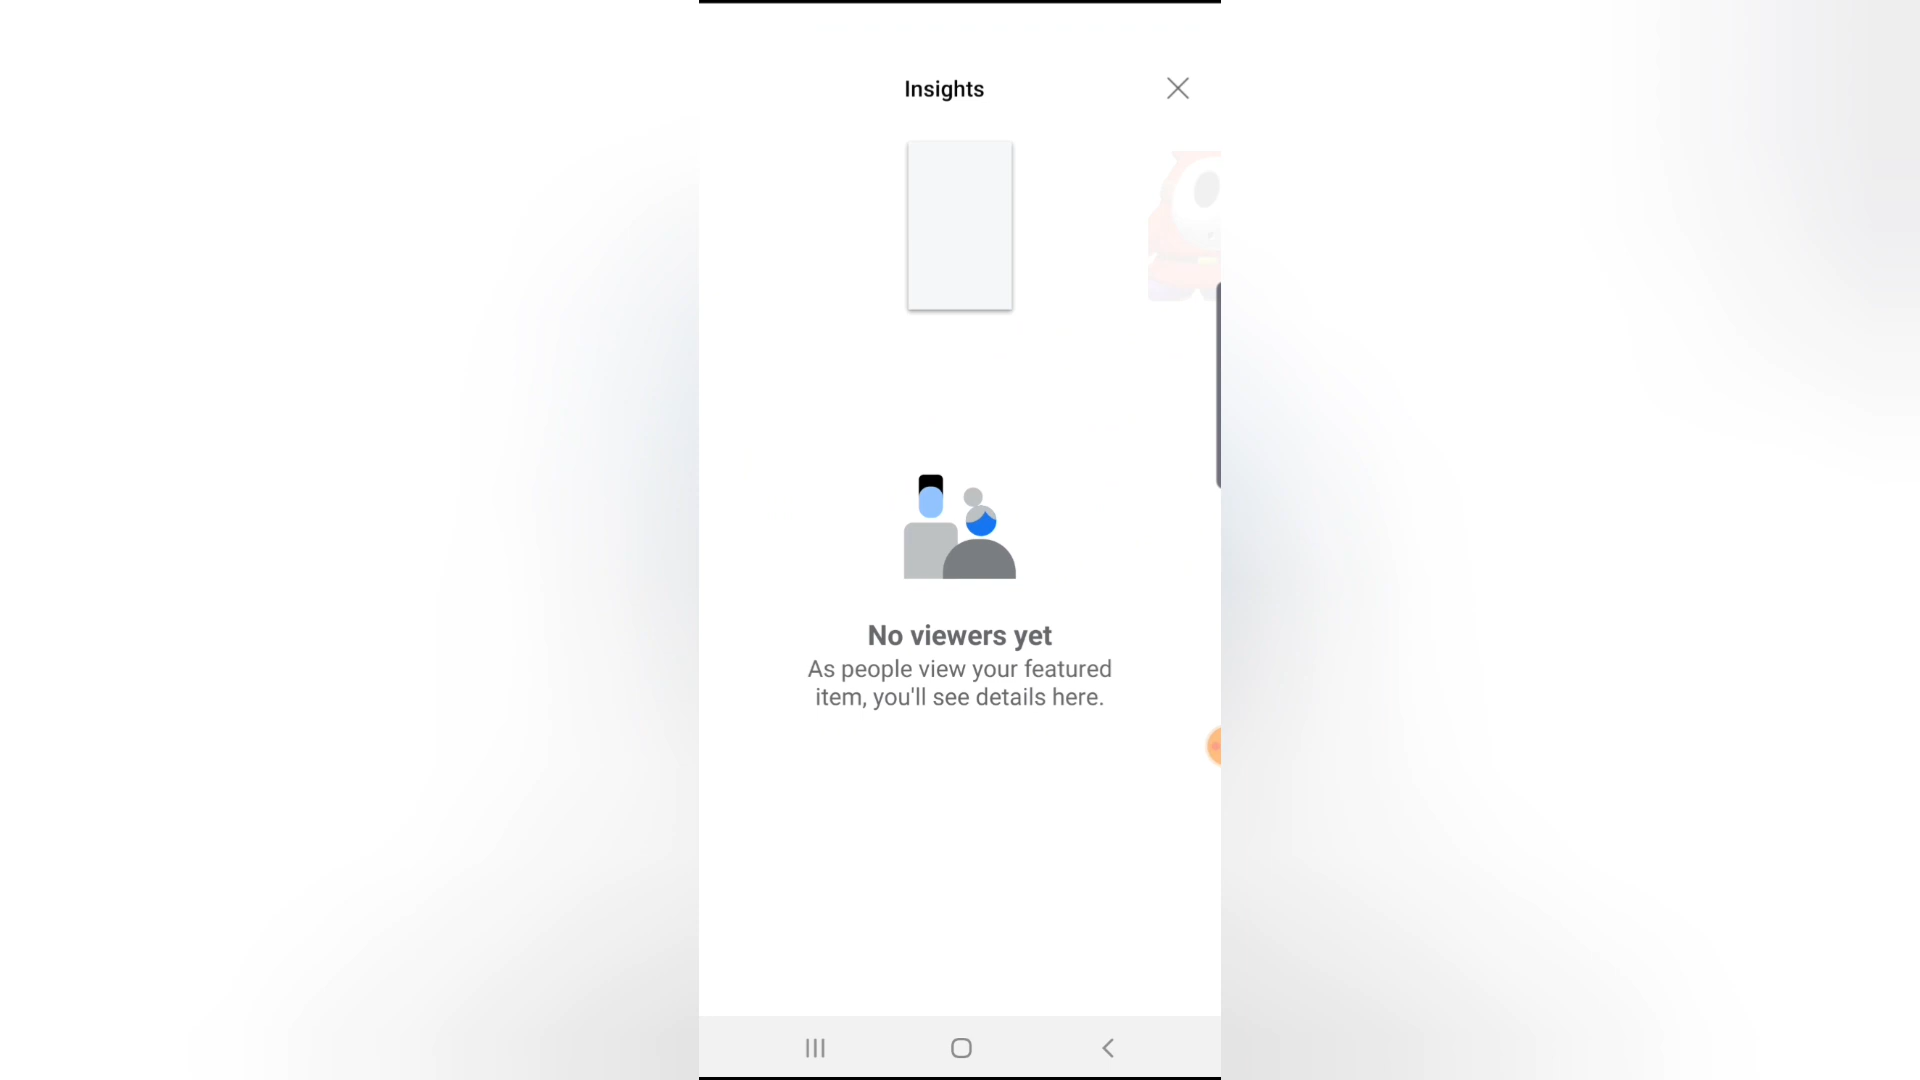 Insights
No viewers yet
As people view your featured
item, you'll see details here.